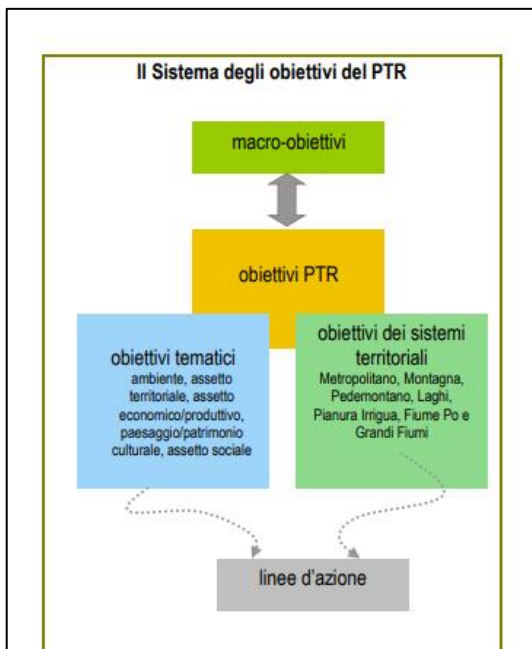 Il Sistema degli obiettivi del PTR
macro-obiettivi
obiettivi PTR
obiettivi tematici
ambiente, assetto
territoriale, assetto
economico/produttivo,
paesaggio/patrimonio
culturale, assetto sociale
obiettivi dei sistemi
territoriali
Metropolitano, Montagna,
Pedemontano, Laghi,
Pianura Irrigua, Fiume Po e
Grandi Fiumi
linee d'azione